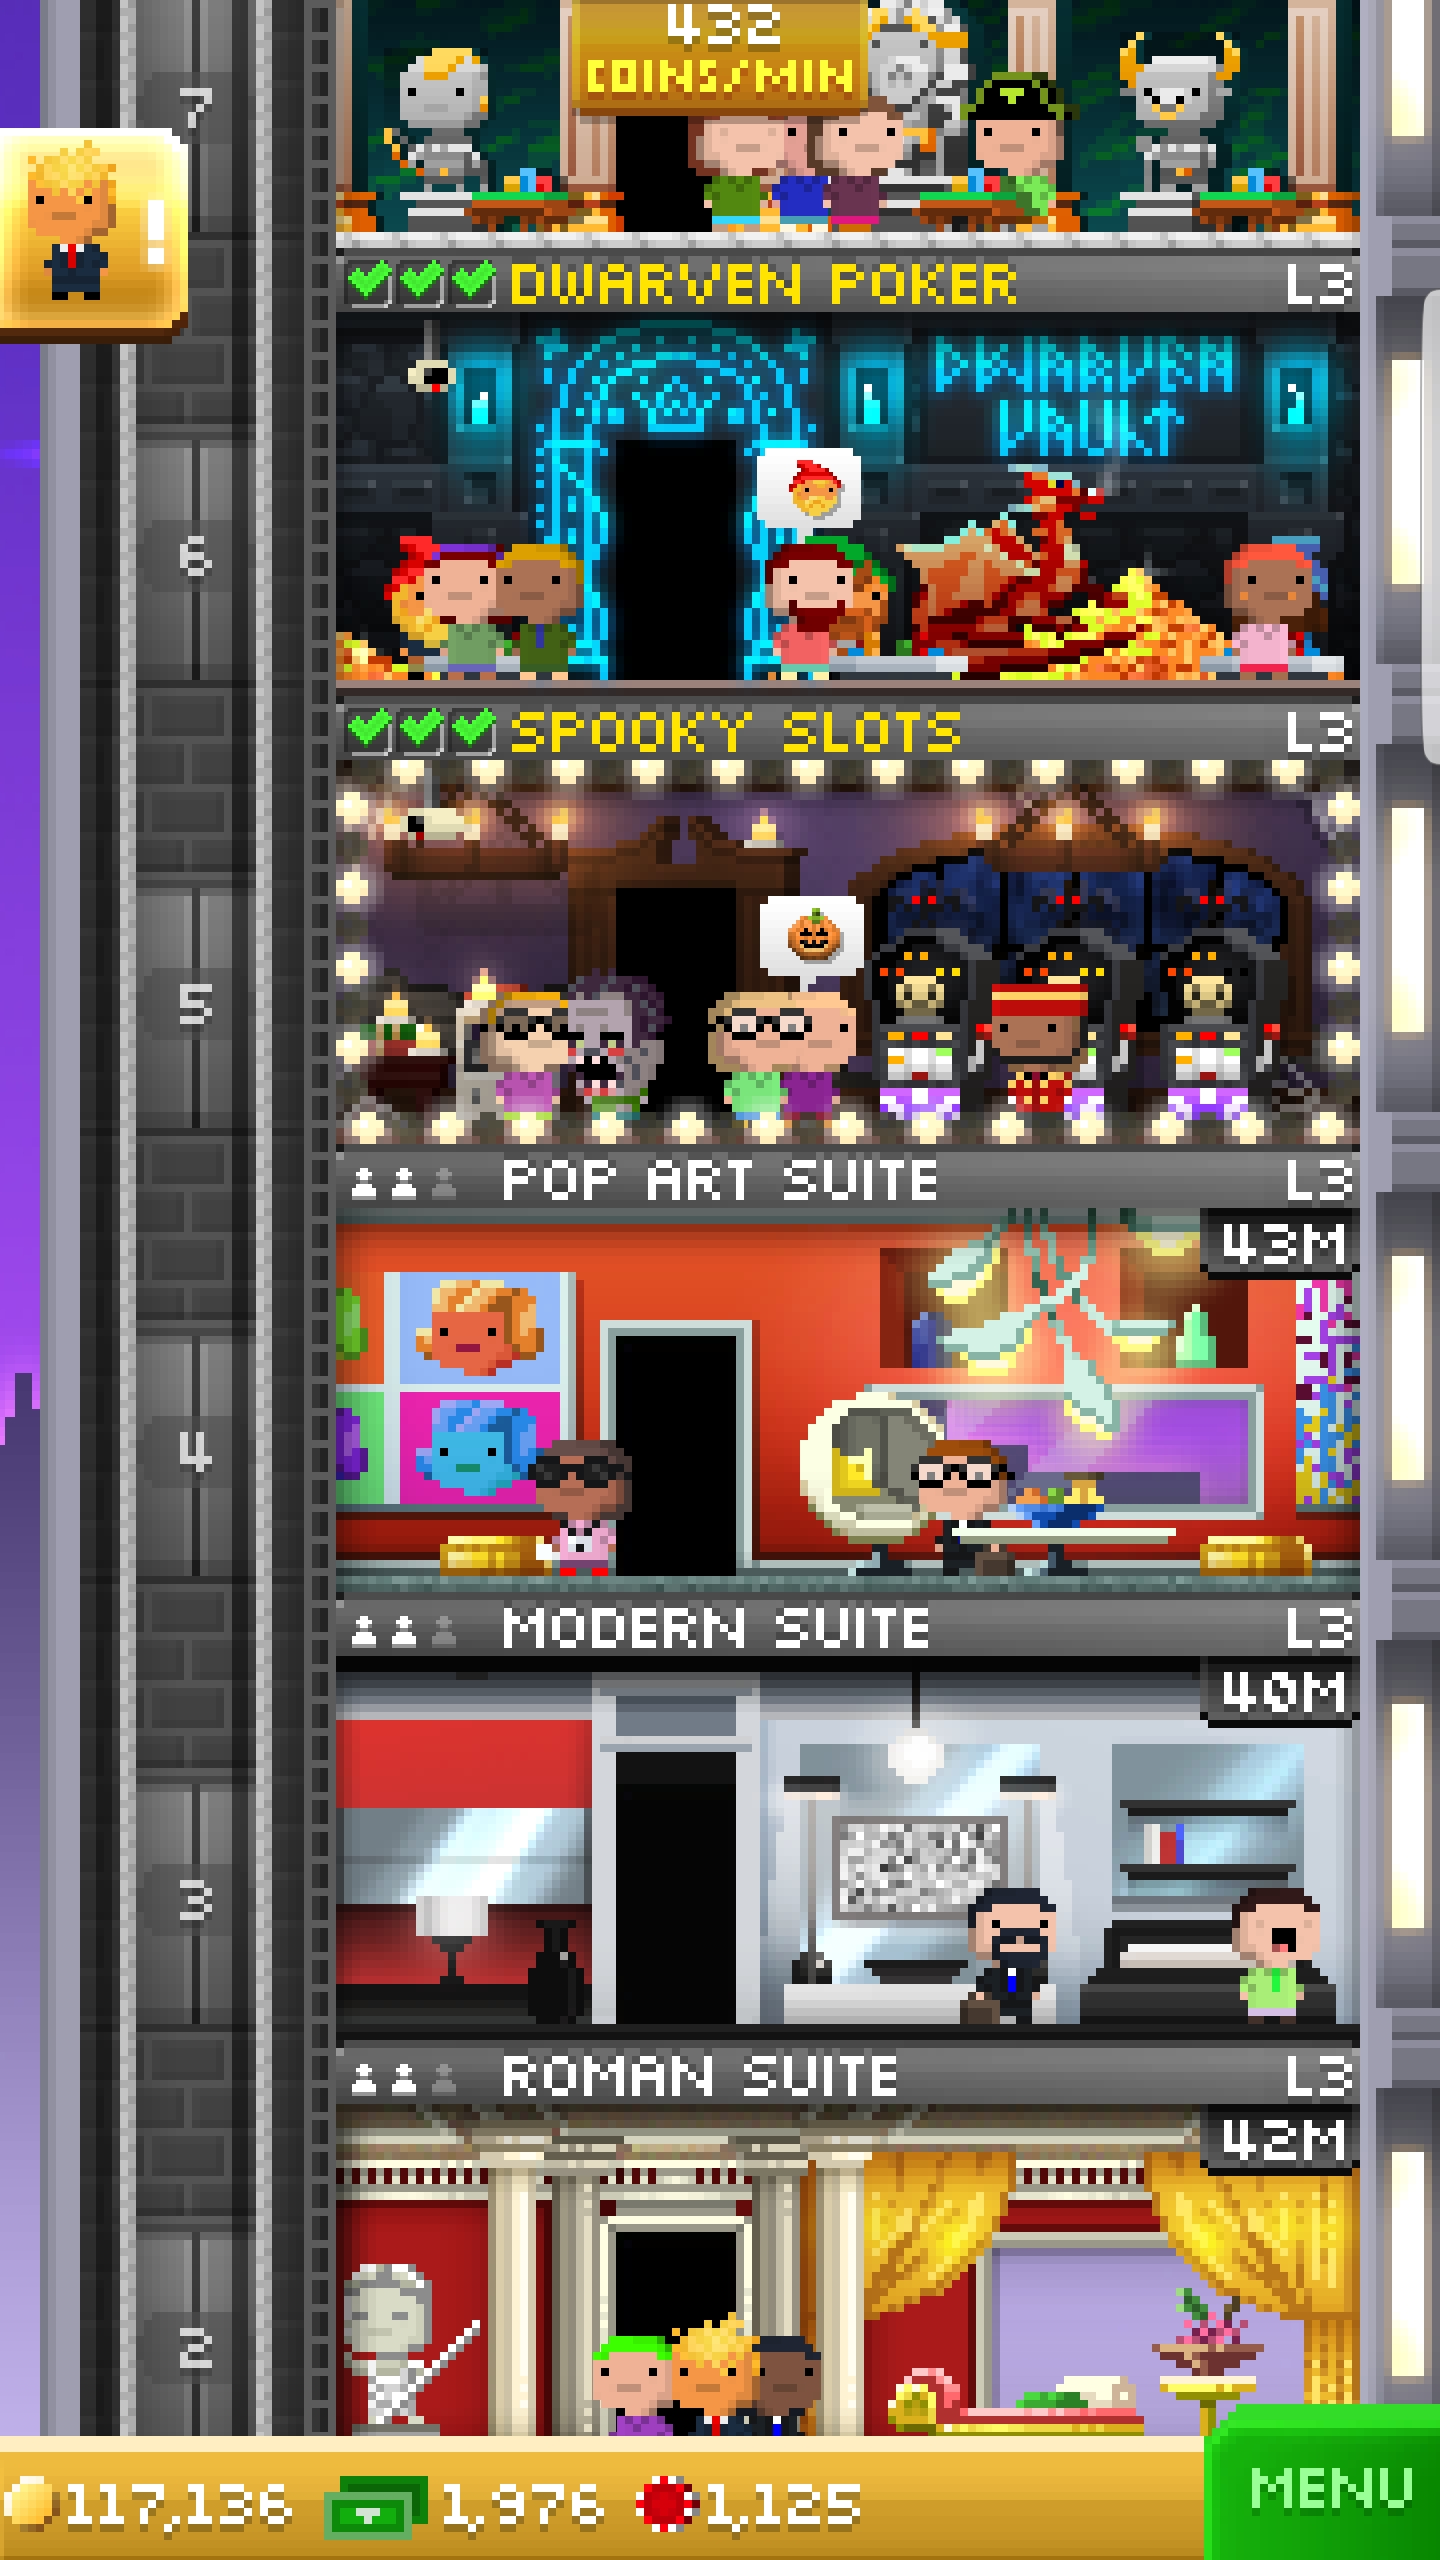 432
COINS/MIN
7
!
DWARVEN POKER L3
DWARVEN
VAULT
6
SPOOKY SLOTS L3
5
POP ART SUITE L3
43M
4
MODERN SUITE L3
40M
3
ROMAN SUITE L3
42M
2
117,136 1,976 1,125 MENU